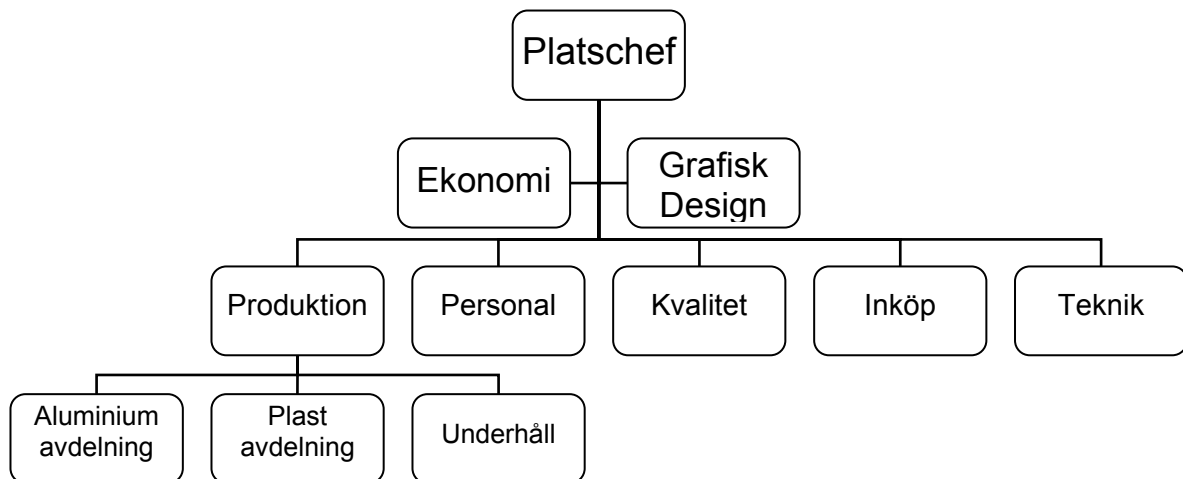 Platschef
Ekonomi
Grafisk
Design
Produktion
Personal
Kvalitet
Inköp
Teknik
Aluminium
avdelning
Plast
avdelning
Underhåll